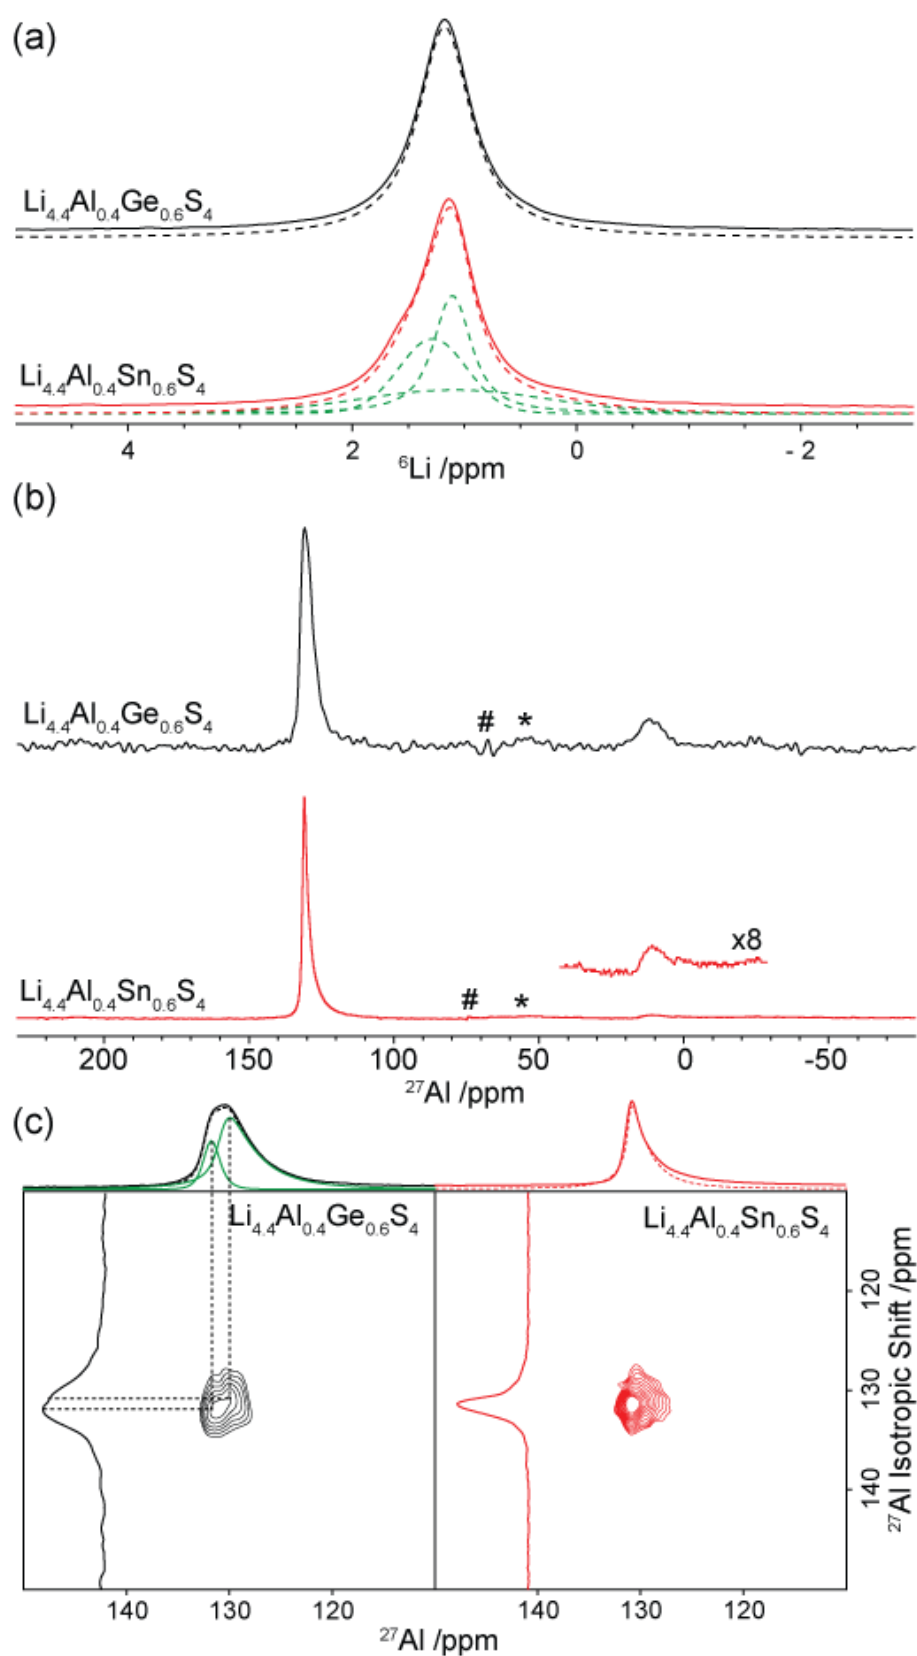 (a)
Li4.4Al0.4Ge0.6S4
Li4.4Al0.4Sn0.6S4
4 2 0 - 2
6Li /ppm
(b)
Li4.4Al0.4Ge0.6S4
# *
x8
Li4.4Al0.4Sn0.6S4
# *
200 150 100 50 0 -50
27Al /ppm
(c)
Li4.4Al0.4Ge0.6S4
Li4.4Al0.4Sn0.6S4
120
130
140
27Al Isotropic Shift /ppm
140 130 120 140 130 120
27Al /ppm